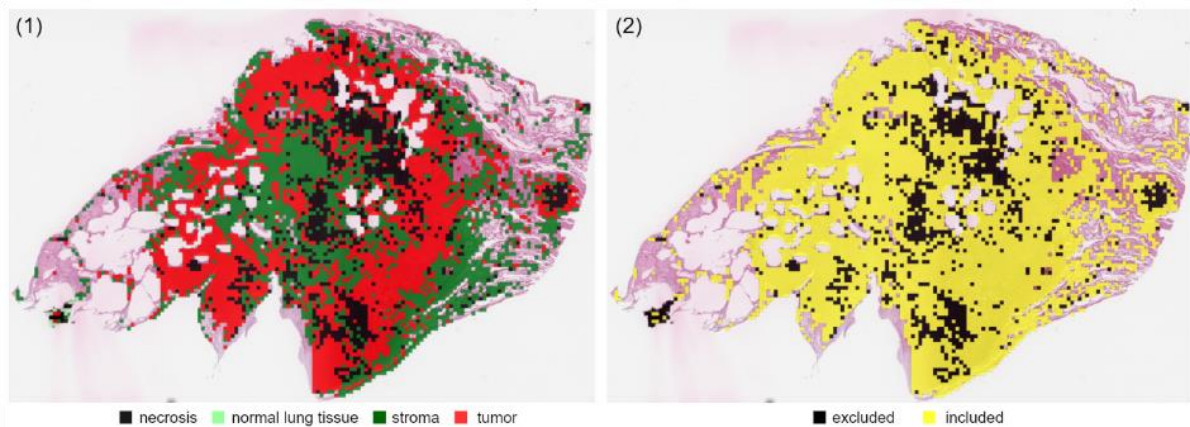 (1)
(2)
necrosis normal lung tissue stroma tumor
excluded included